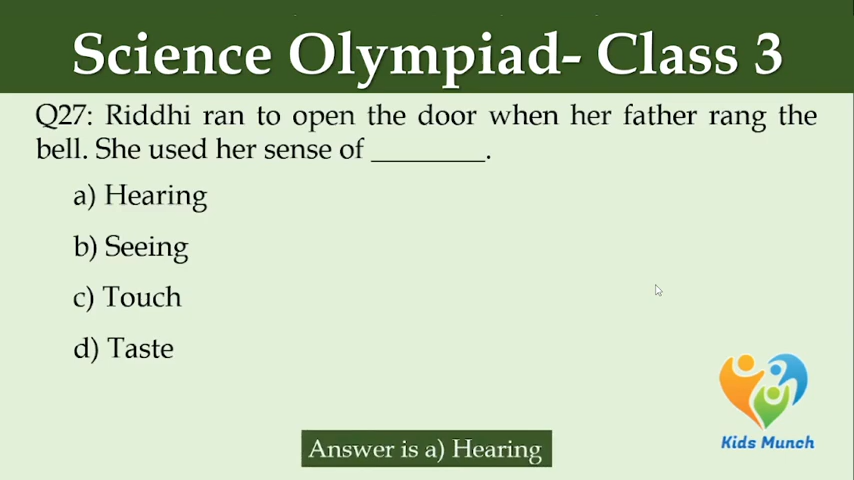 Science Olympiad- Class 3
Q27: Riddhi ran to open the door when her father rang the
bell. She used her sense of ________.
a) Hearing
b) Seeing
c) Touch
d) Taste
Kids Munch
Answer is a) Hearing